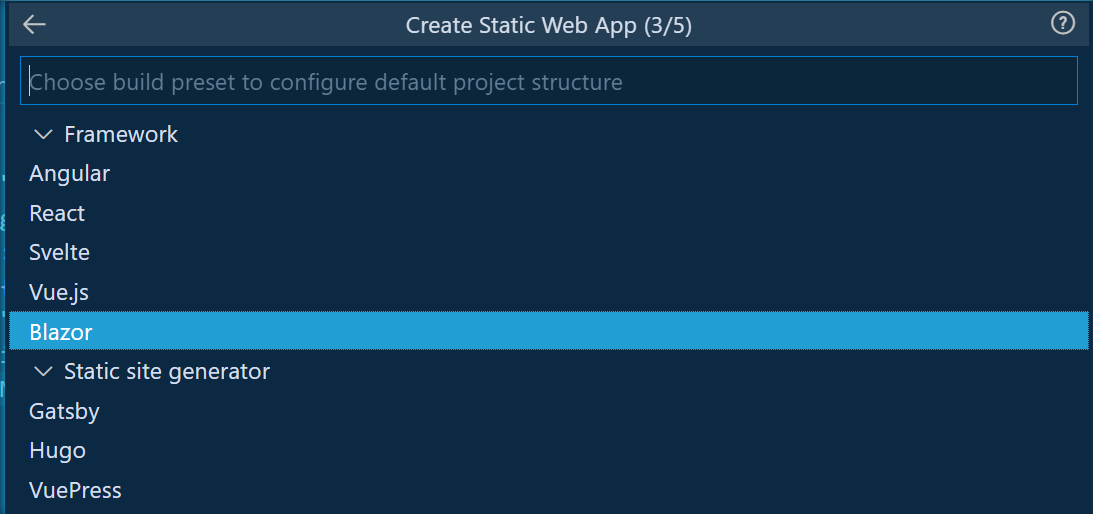 Create Static Web App (3/5)
Choose build preset to configure default project structure
Framework
Angular
React
Svelte
Vue.js
Blazor
Static site generator
Gatsby
Hugo
VuePress